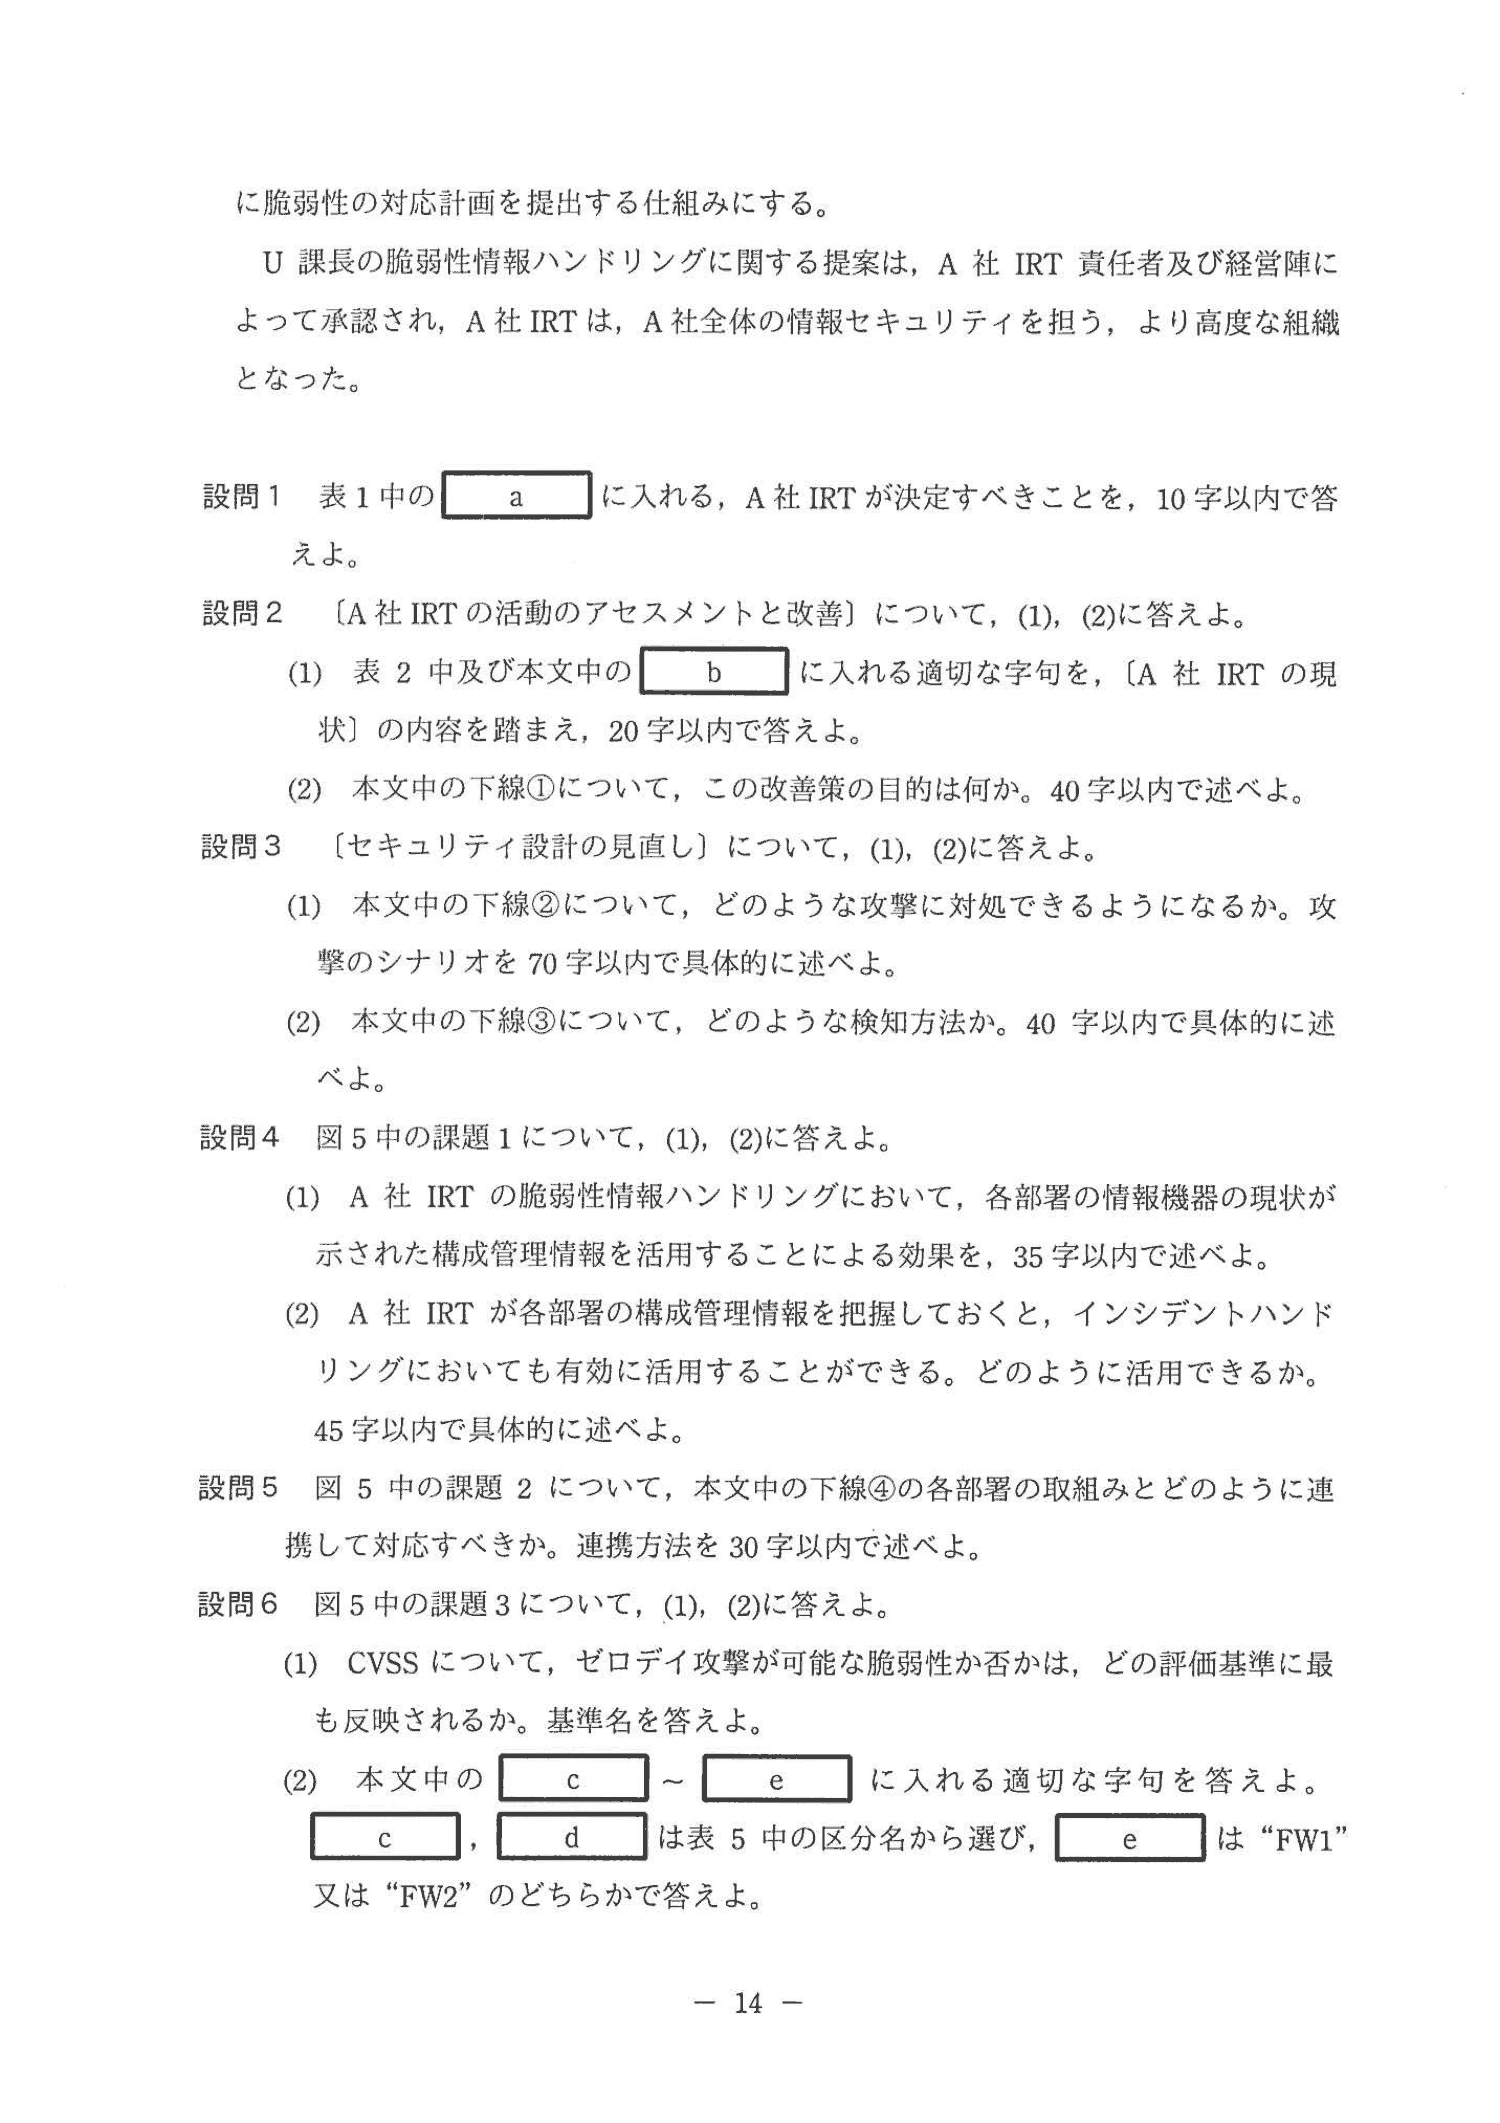 に脆弱性の対応計画を提出する仕組みにする。
U 課長の脆弱性情報ハンドリングに関する提案は，A 社 IRT 責任者及び経営陣に
よって承認され，A 社 IRT は，A 社全体の情報セキュリティを担う，より高度な組織
となった。
設問1 表 1 中の a に入れる，A 社 IRT が決定すべきことを，10 字以内で答
えよ。
設問2 〔A 社 IRT の活動のアセスメントと改善〕について，(1)，(2)に答えよ。
(1) 表 2 中及び本文中の b に入れる適切な字句を，〔A 社 IRT の現
状〕の内容を踏まえ，20 字以内で答えよ。
(2) 本文中の下線①について，この改善策の目的は何か。40 字以内で述べよ。
設問3 〔セキュリティ設計の見直し〕について，(1)，(2)に答えよ。
(1) 本文中の下線②について，どのような攻撃に対処できるようになるか。攻
撃のシナリオを 70 字以内で具体的に述べよ。
(2) 本文中の下線③について，どのような検知方法か。40 字以内で具体的に述
べよ。
設問4 図 5 中の課題 1 について，(1)，(2)に答えよ。
(1) A 社 IRT の脆弱性情報ハンドリングにおいて，各部署の情報機器の現状が
示された構成管理情報を活用することによる効果を，35 字以内で述べよ。
(2) A 社 IRT が各部署の構成管理情報を把握しておくと，インシデントハンド
リングにおいても有効に活用することができる。どのように活用できるか。
45 字以内で具体的に述べよ。
設問5 図 5 中の課題 2 について，本文中の下線④の各部署の取組みとどのように連
携して対応すべきか。連携方法を 30 字以内で述べよ。
設問6 図 5 中の課題 3 について，(1)，(2)に答えよ。
(1) CVSS について，ゼロデイ攻撃が可能な脆弱性か否かは，どの評価基準に最
も反映されるか。基準名を答えよ。
(2) 本文中の c ～ e に入れる適切な字句を答えよ。
c ， d は表 5 中の区分名から選び， e は“FW1”
又は“FW2”のどちらかで答えよ。
－ 14 －